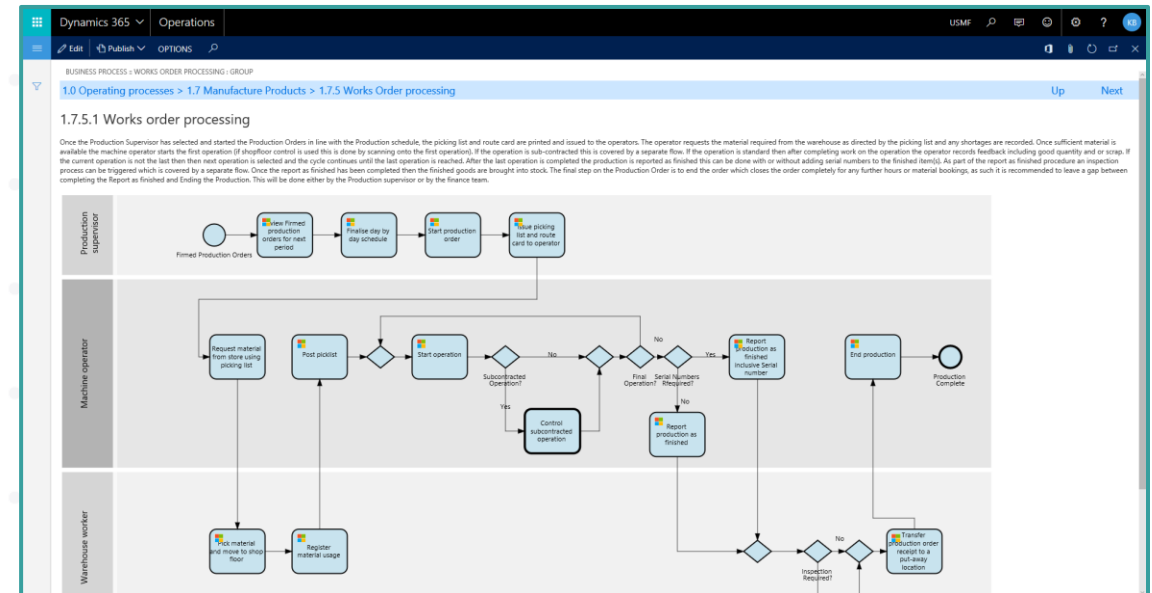 Dynamics 365 Operations USMF ? KB
Edit Publish OPTIONS
BUSINESS PROCESS : WORKS ORDER PROCESSING : GROUP
1.0 Operating processes > 1.7 Manufacture Products > 1.7.5 Works Order processing Up Next
1.7.5.1 Works order processing
Once the Production Supervisor has selected and started the Production Orders in line with the Production schedule, the picking list and route card are printed and issued to the operators. The operator requests the material required from the warehouse as directed by the picking list and any shortages are recorded. Once sufficient material is
available the machine operator starts the first operation (if shopfloor control is used this is done by scanning onto the first operation). If the operation is sub-contracted this is covered by a separate flow. If the operation is standard then after completing work on the operation the operator records feedback including good quantity and or scrap. If
the current operation is not the last then then next operation is selected and the cycle continues until the last operation is reached. After the last operation is completed the production is reported as finished this can be done with or without adding serial numbers to the finished item(s). As part of the report as finished procedure an inspection
process can be triggered which is covered by a separate flow. Once the report as finished has been completed then the finished goods are brought into stock. The final step on the Production Order is to end the order which closes the order completely for any further hours or material bookings, as such it is recommended to leave a gap between
completing the Report as finished and Ending the Production. This will be done either by the Production supervisor or by the finance team.
Production
supervisor
Firmed Production Orders
view Firmed
production
orders for next
period
Finalise day by
day schedule
Start production
order
Issue picking
list and route
card to operator
Machine operator
Request material
from store using
picking list
Post picklist
Start operation
Subcontracted
Operation?
No
Yes
Control
subcontracted
operation
Final
Operation?
No
Serial Numbers
Rfequired?
Yes
No
Report
production as
finished
inclusive Serial
number
Report
production as
finished
End production
Production
Complete
Warehouse worker
Pick material
and move to shop
floor
Register
material usage
Inspection
Required?
No
Transfer
production order
receipt to a
put-away
location